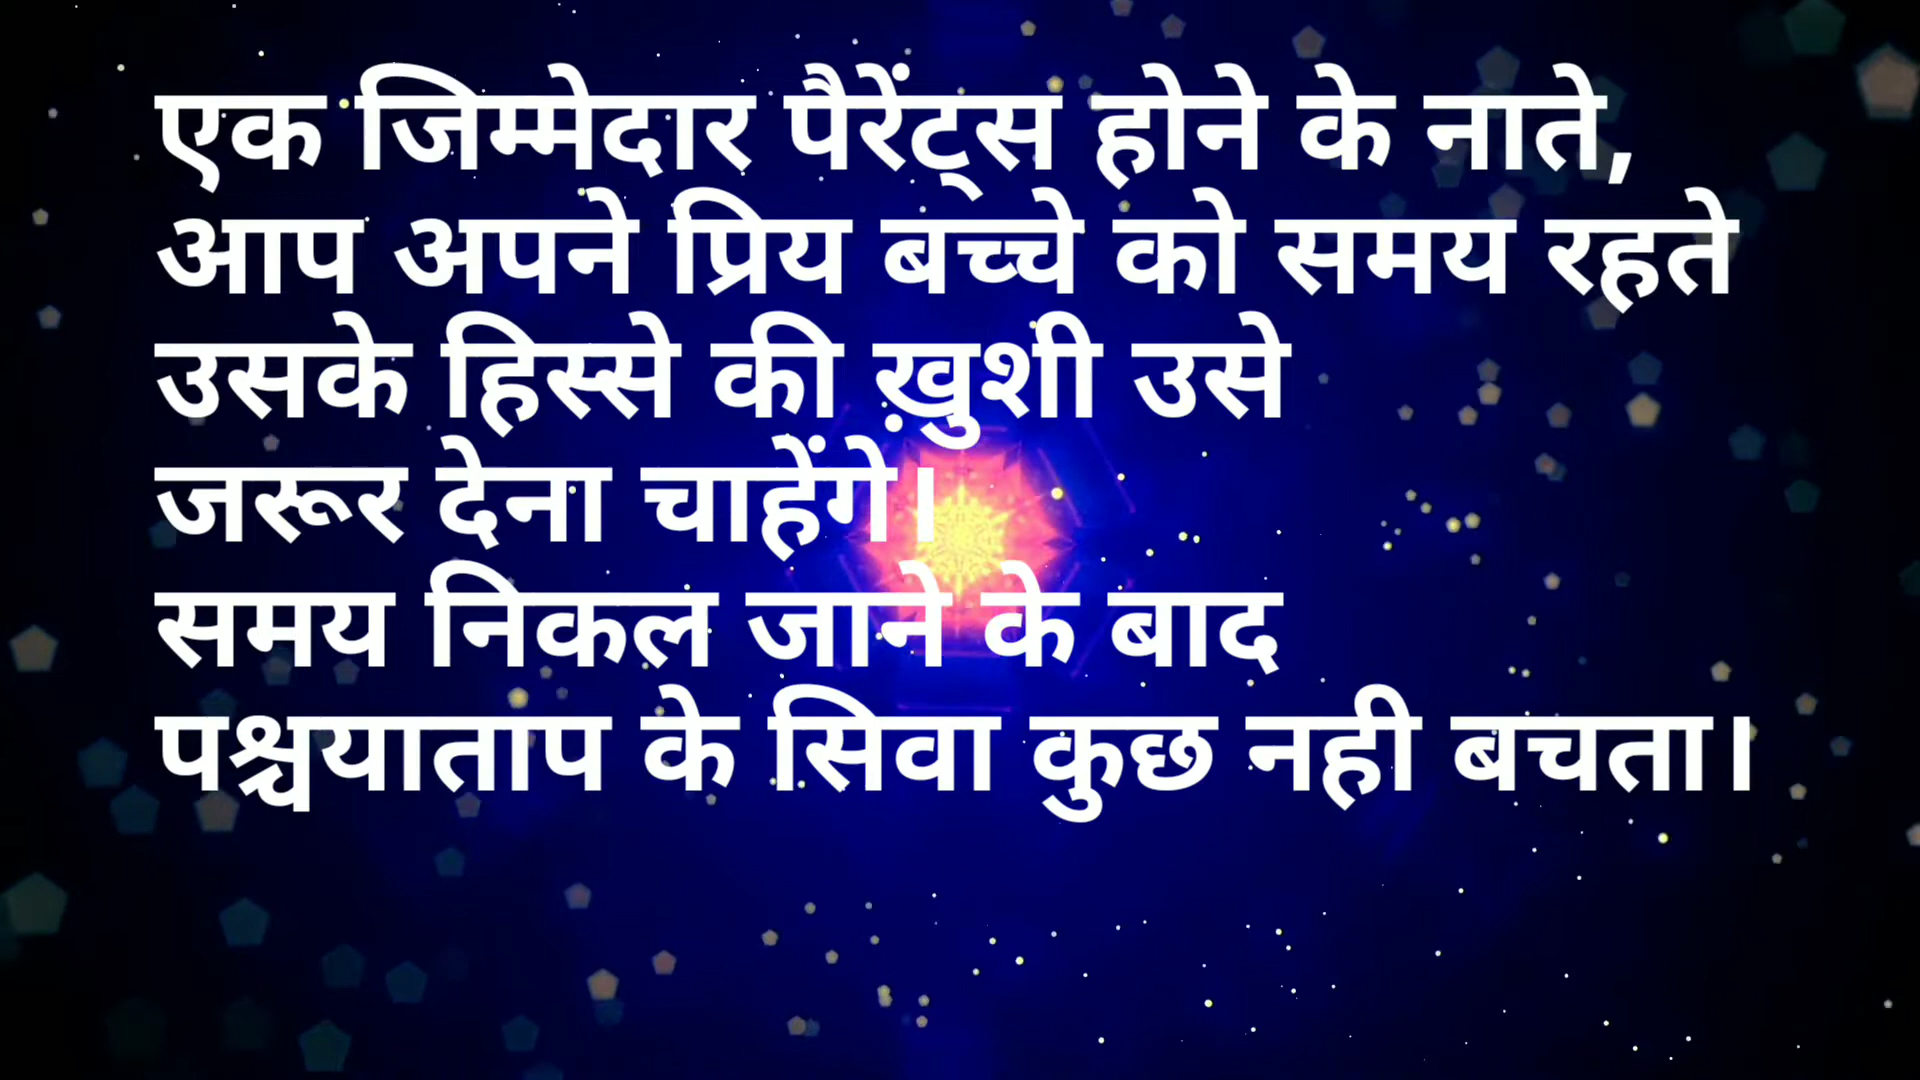 एक जिम्मेदार पैरेंट्स होने के नाते,
आप अपने प्रिय बच्चे को समय रहते
उसके हिस्से की ख़ुशी उसे
जरूर देना चाहेंगे।
समय निकल जाने के बाद
पश्चयाताप के सिवा कुछ नही बचता।